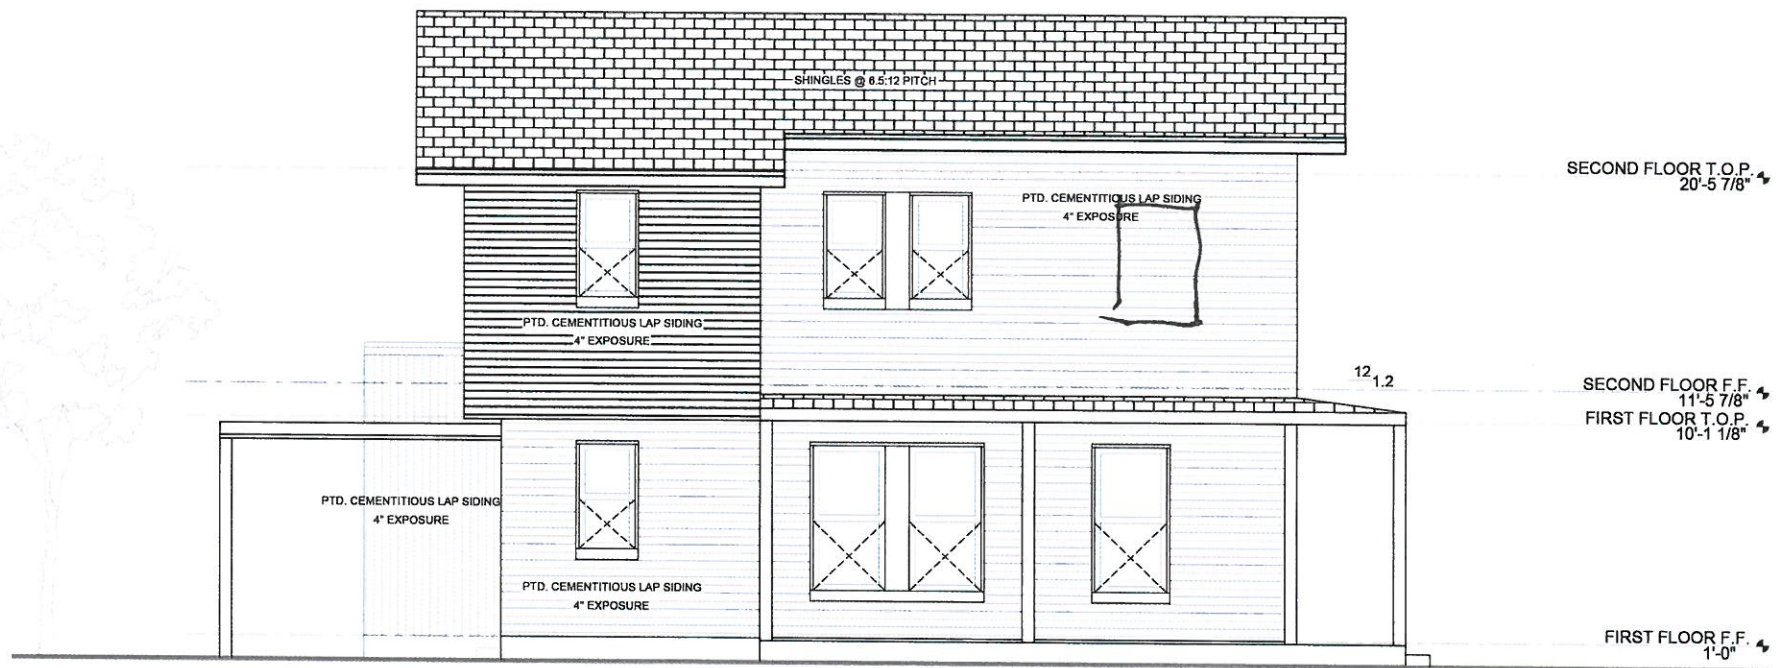 SHINGLES @ 6.5:12 PITCH
SECOND FLOOR T.O.P.
20'-5 7/8"
PTD. CEMENTITIOUS LAP SIDING
4" EXPOSURE
PTD. CEMENTITIOUS LAP SIDING
4" EXPOSURE
12
1.2
SECOND FLOOR F.F.
11'-5 7/8"
FIRST FLOOR T.O.P.
10'-1 1/8"
PTD. CEMENTITIOUS LAP SIDING
4" EXPOSURE
PTD. CEMENTITIOUS LAP SIDING
4" EXPOSURE
FIRST FLOOR F.F.
1'-0"